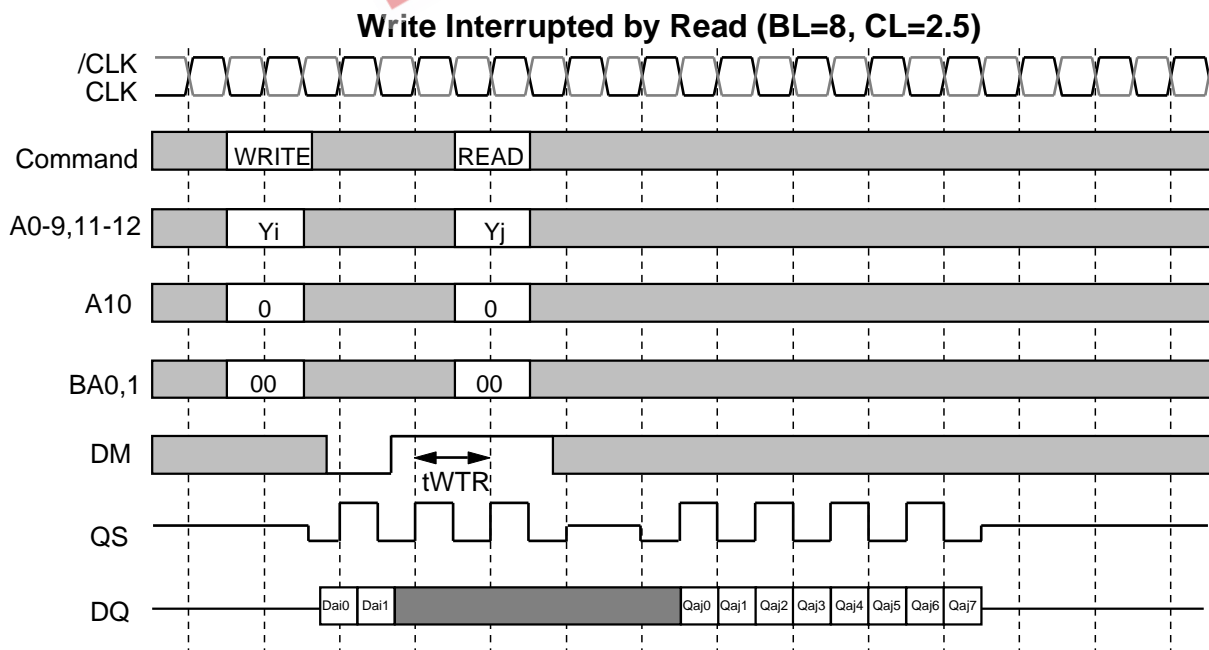 Write Interrupted by Read (BL=8, CL=2.5)
/CLK
CLK
Command WRITE READ
A0-9,11-12 Yi Yj
A10 0 0
BA0,1 00 00
DM
tWTR
QS
DQ Dai0 Dai1 Qaj0 Qaj1 Qaj2 Qaj3 Qaj4 Qaj5 Qaj6 Qaj7